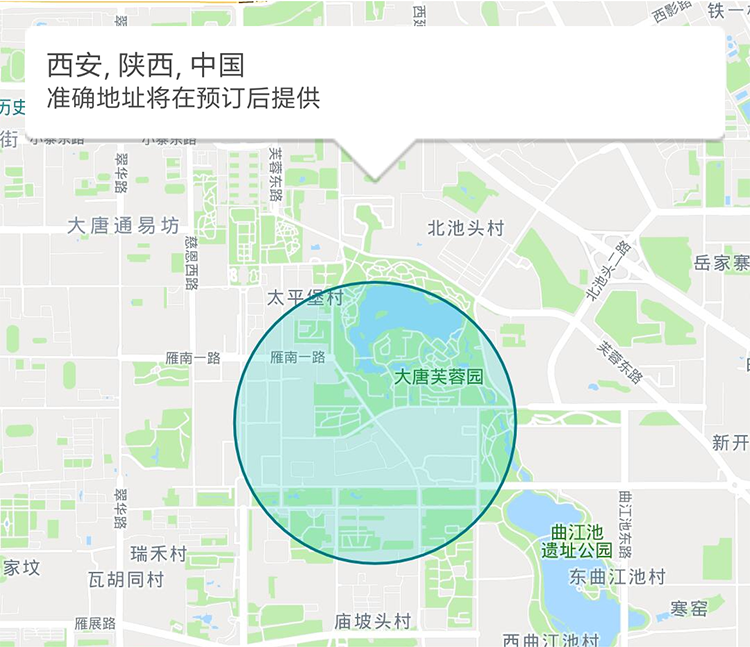 西影路
铁一
西安, 陕西, 中国
准确地址将在预订后提供
历史
街
小寨东路
小寨东路
翠华路
芙蓉东路
大唐通易坊
北池头村
慈恩西路
北池头二路
岳家寨
太平堡村
雁南一路
雁南一路
芙蓉东路
大唐芙蓉园
新开
翠华路
曲江池东路
曲江池
遗址公园
瑞禾村
家坟
瓦胡同村
东曲江池村
寒窑
雁展路
庙坡头村
西曲江池村